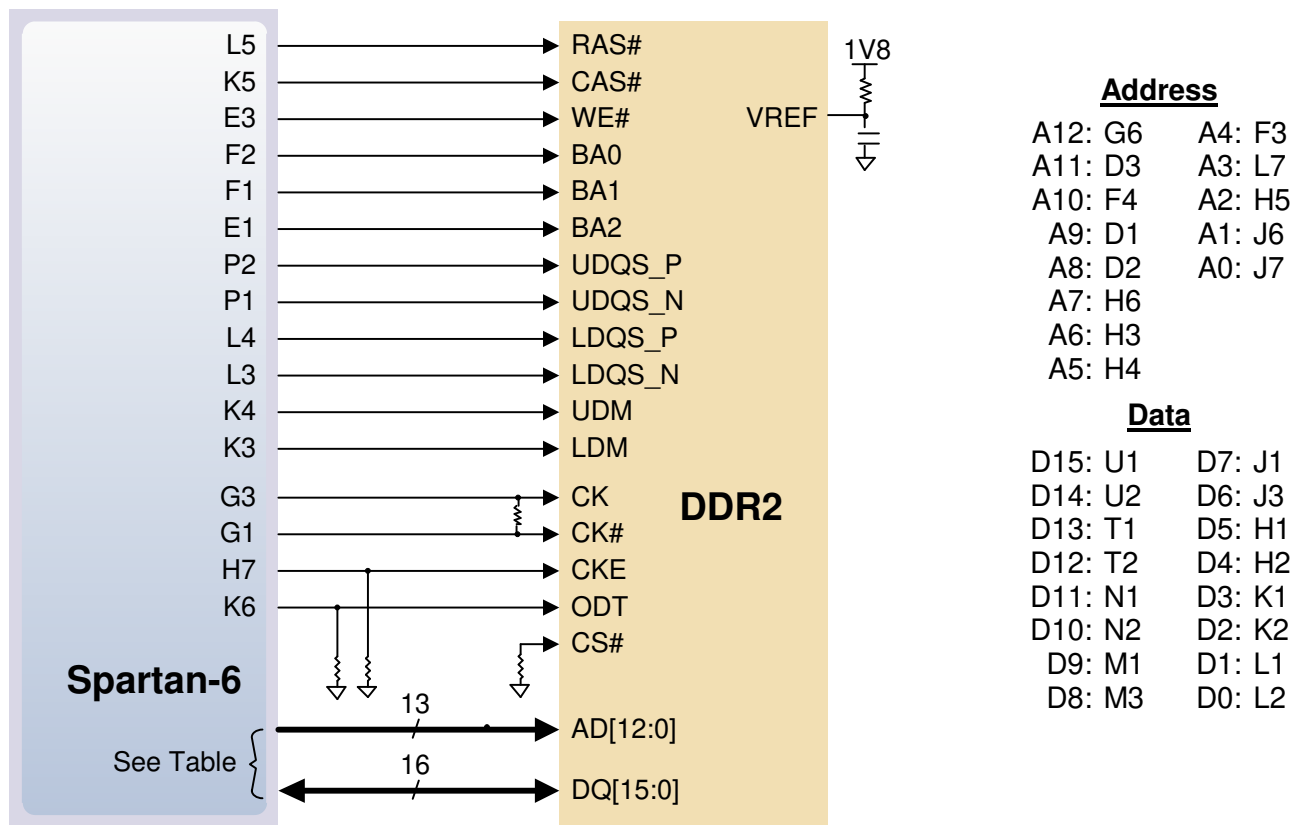 L5 RAS#
K5 CAS#
E3 WE#
F2 BA0
F1 BA1
E1 BA2
P2 UDQS_P
P1 UDQS_N
L4 LDQS_P
L3 LDQS_N
K4 UDM
K3 LDM
G3 CK
G1 CK#
H7 CKE
K6 ODT
CS#
Spartan-6
DDR2
VREF
1V8
See Table
13
AD[12:0]
16
DQ[15:0]
Address
A12: G6 A4: F3
A11: D3 A3: L7
A10: F4 A2: H5
A9: D1 A1: J6
A8: D2 A0: J7
A7: H6
A6: H3
A5: H4
Data
D15: U1 D7: J1
D14: U2 D6: J3
D13: T1 D5: H1
D12: T2 D4: H2
D11: N1 D3: K1
D10: N2 D2: K2
D9: M1 D1: L1
D8: M3 D0: L2